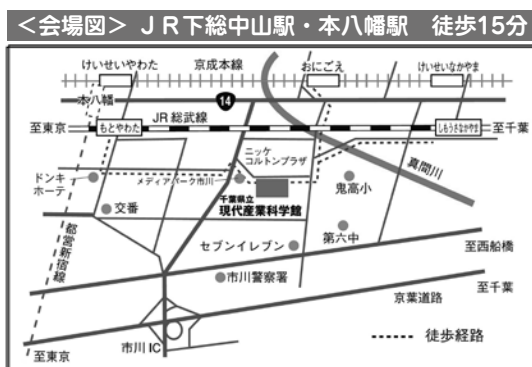 ＜会場図＞ ＪＲ下総中山駅・本八幡駅 徒歩15分
けいせいやわた
京成本線
おにごえ
けいせいなかやま
本八幡
14
至東京
もとやわた
JR 総武線
しもうさなかやま
至千葉
ニッケ
コルトンプラザ
真間川
ドンキ
ホーテ
メディアパーク市川
鬼高小
千葉県立
現代産業科学館
交番
第六中
都営新宿線
セブンイレブン
至西船橋
市川警察署
京葉道路
至千葉
徒歩経路
市川 IC
至東京